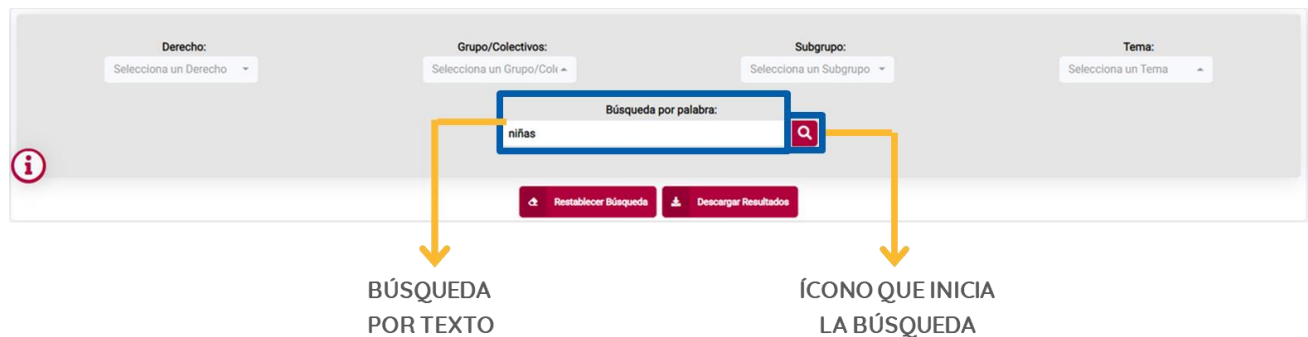 Derecho: Grupo/Colectivos: Subgrupo: Tema:
Selecciona un Derecho Selecciona un Grupo/Cole Selecciona un Subgrupo Selecciona un Tema
Búsqueda por palabra:
niñas
i
Restablecer Búsqueda Descargar Resultados
BÚSQUEDA
POR TEXTO
ÍCONO QUE INICIA
LA BÚSQUEDA